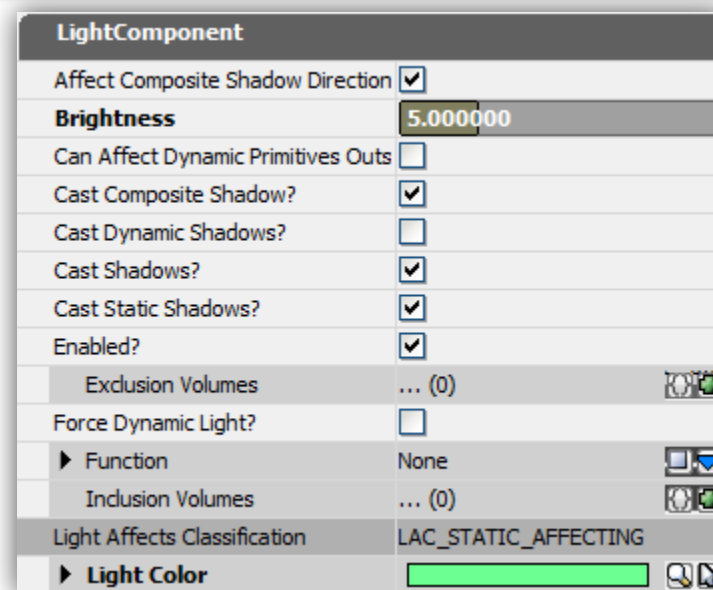 LightComponent
Affect Composite Shadow Direction
Brightness 5.000000
Can Affect Dynamic Primitives Outs
Cast Composite Shadow?
Cast Dynamic Shadows?
Cast Shadows?
Cast Static Shadows?
Enabled?
Exclusion Volumes ... (0)
Force Dynamic Light?
Function None
Inclusion Volumes ... (0)
Light Affects Classification LAC_STATIC_AFFECTING
Light Color